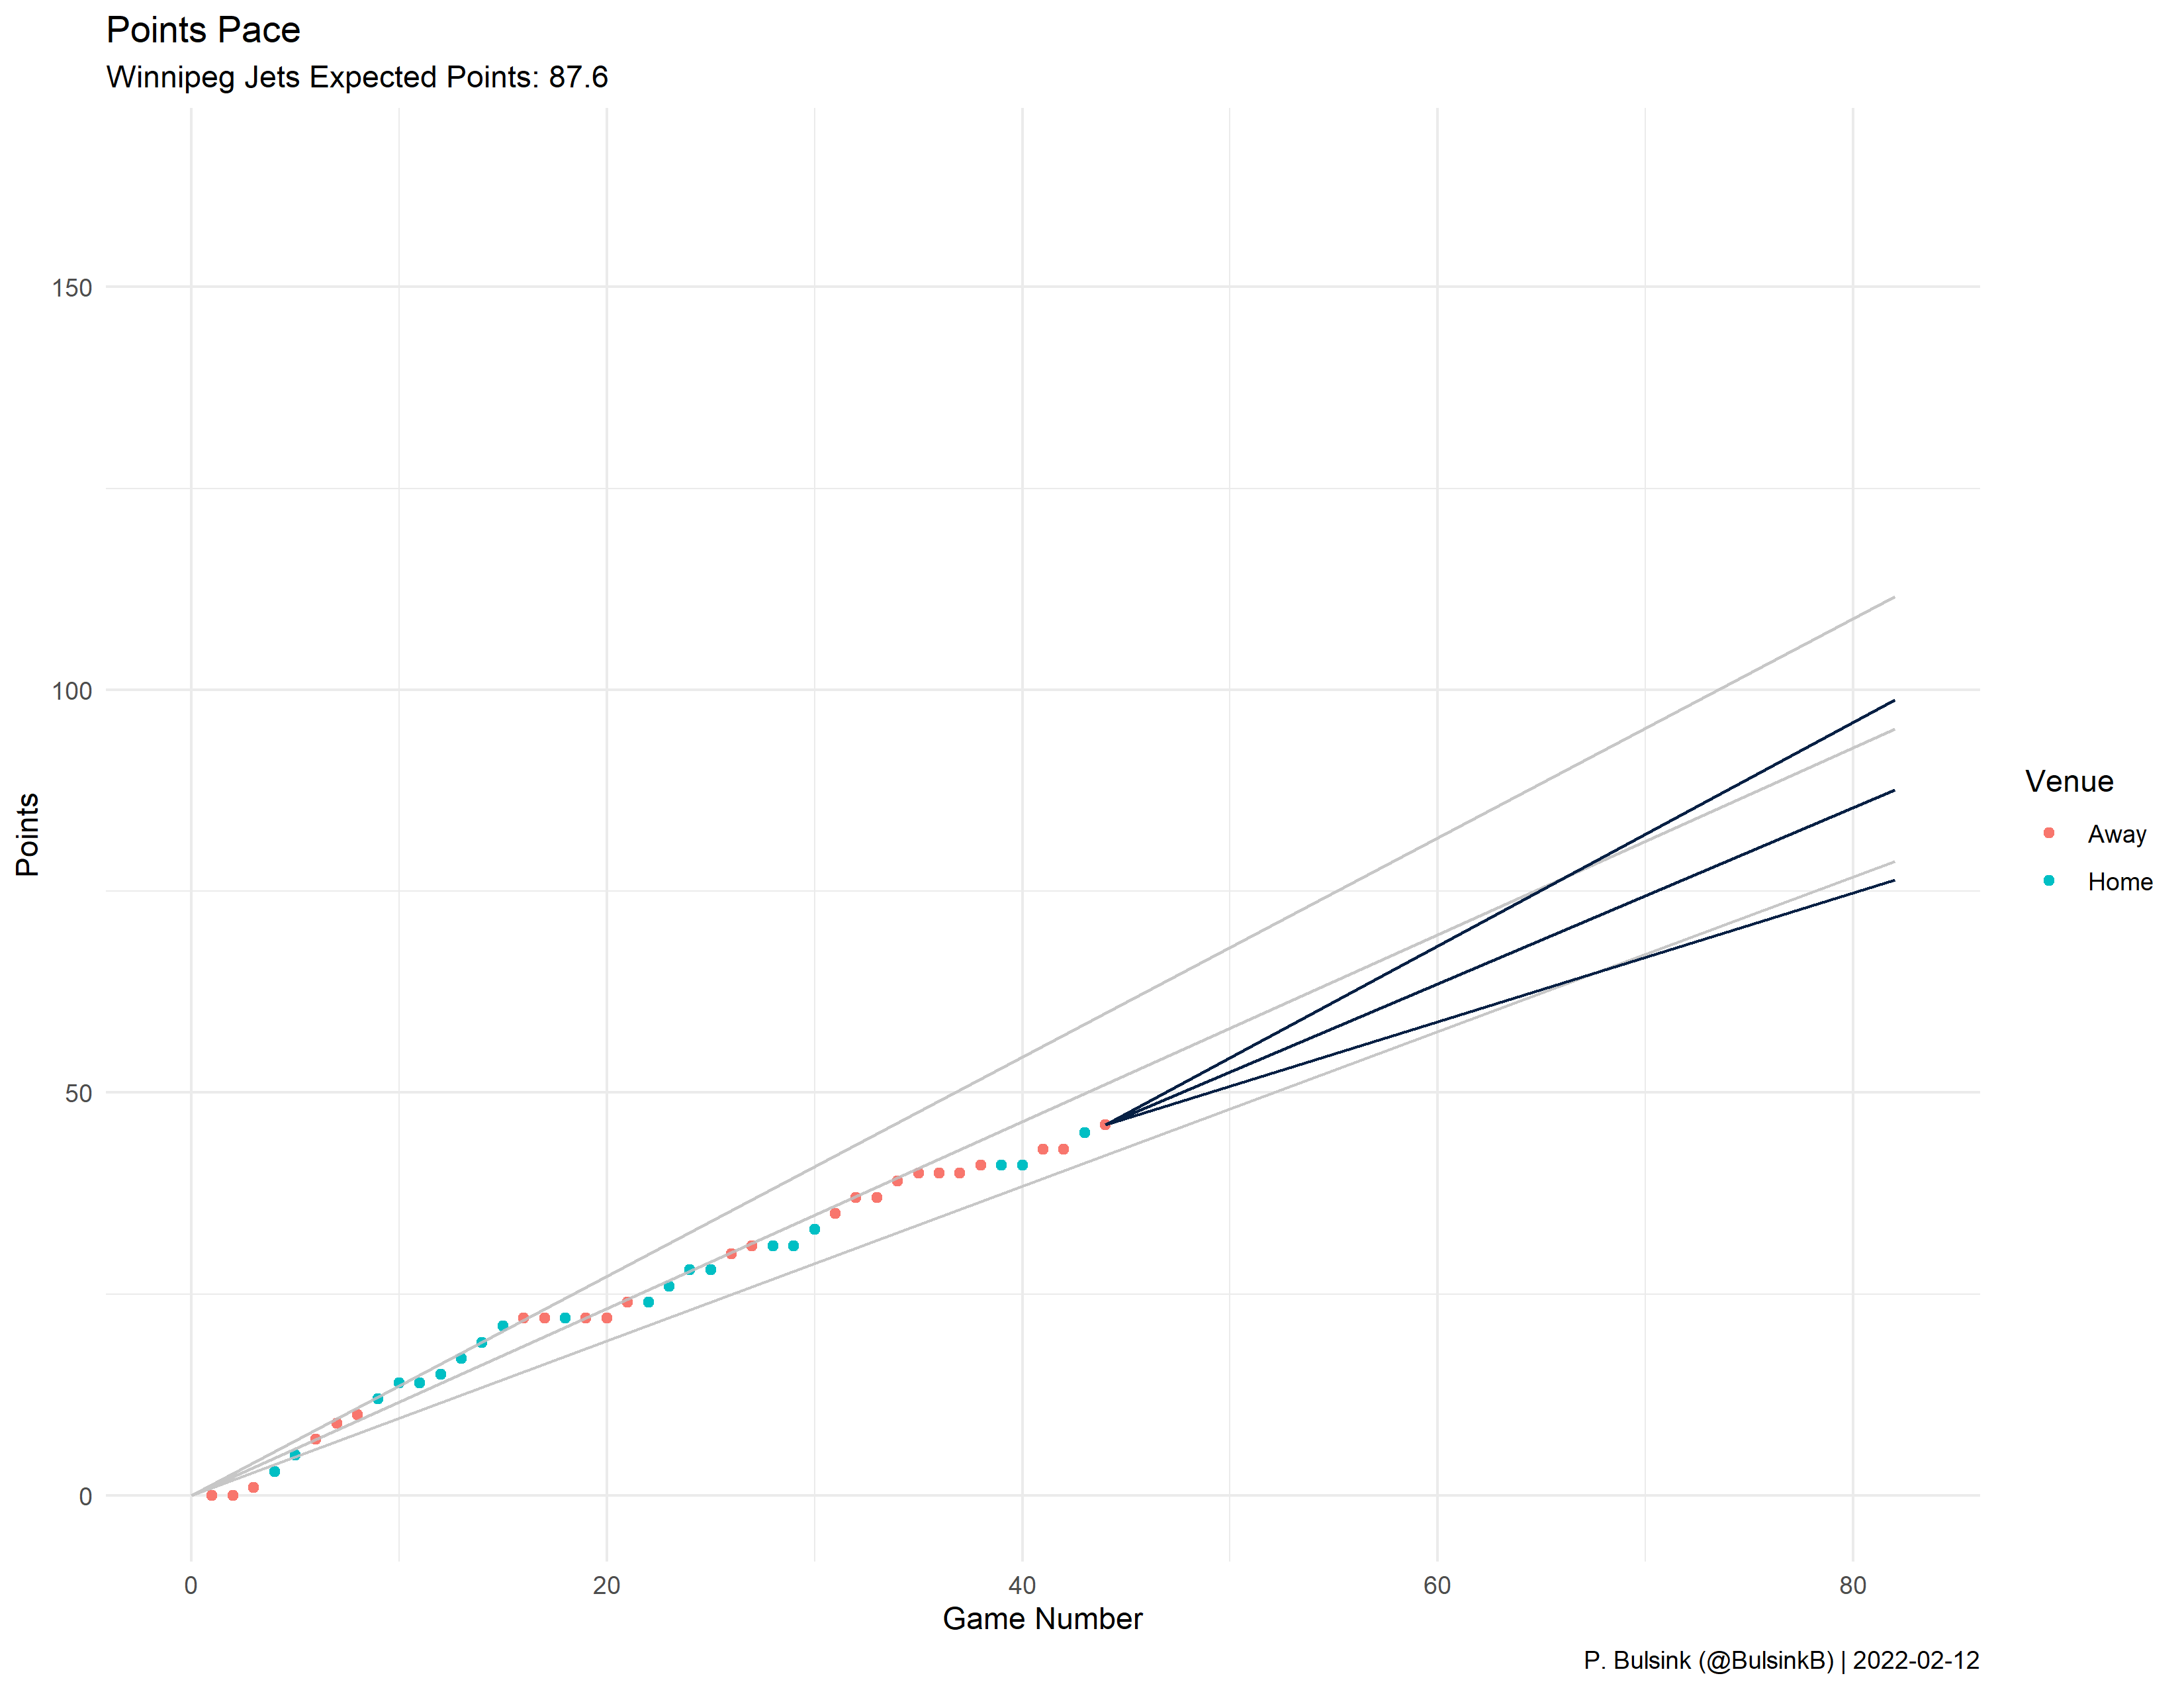 Points Pace
Winnipeg Jets Expected Points: 87.6
150
100
50
0
Points
0 20 40 60 80
Game Number
Venue
Away
Home
P. Bulsink (@BulsinkB) | 2022-02-12